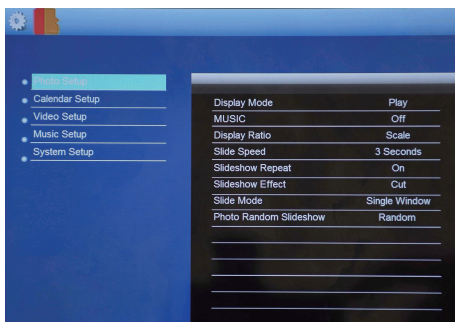 Photo Setup
Calendar Setup
Video Setup
Music Setup
System Setup
Display Mode Play
MUSIC Off
Display Ratio Scale
Slide Speed 3 Seconds
Slideshow Repeat On
Slideshow Effect Cut
Slide Mode Single Window
Photo Random Slideshow Random